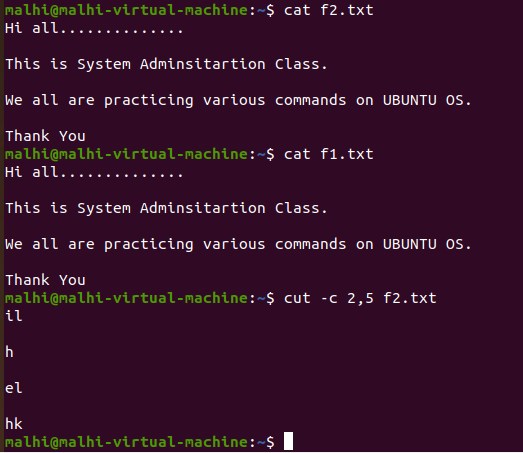 malhi@malhi-virtual-machine:~$ cat f2.txt
Hi all..............
This is System Adminsitartion Class.
We all are practicing various commands on UBUNTU OS.
Thank You
malhi@malhi-virtual-machine:~$ cat f1.txt
Hi all..............
This is System Adminsitartion Class.
We all are practicing various commands on UBUNTU OS.
Thank You
malhi@malhi-virtual-machine:~$ cut -c 2,5 f2.txt
il
h
el
hk
malhi@malhi-virtual-machine:~$